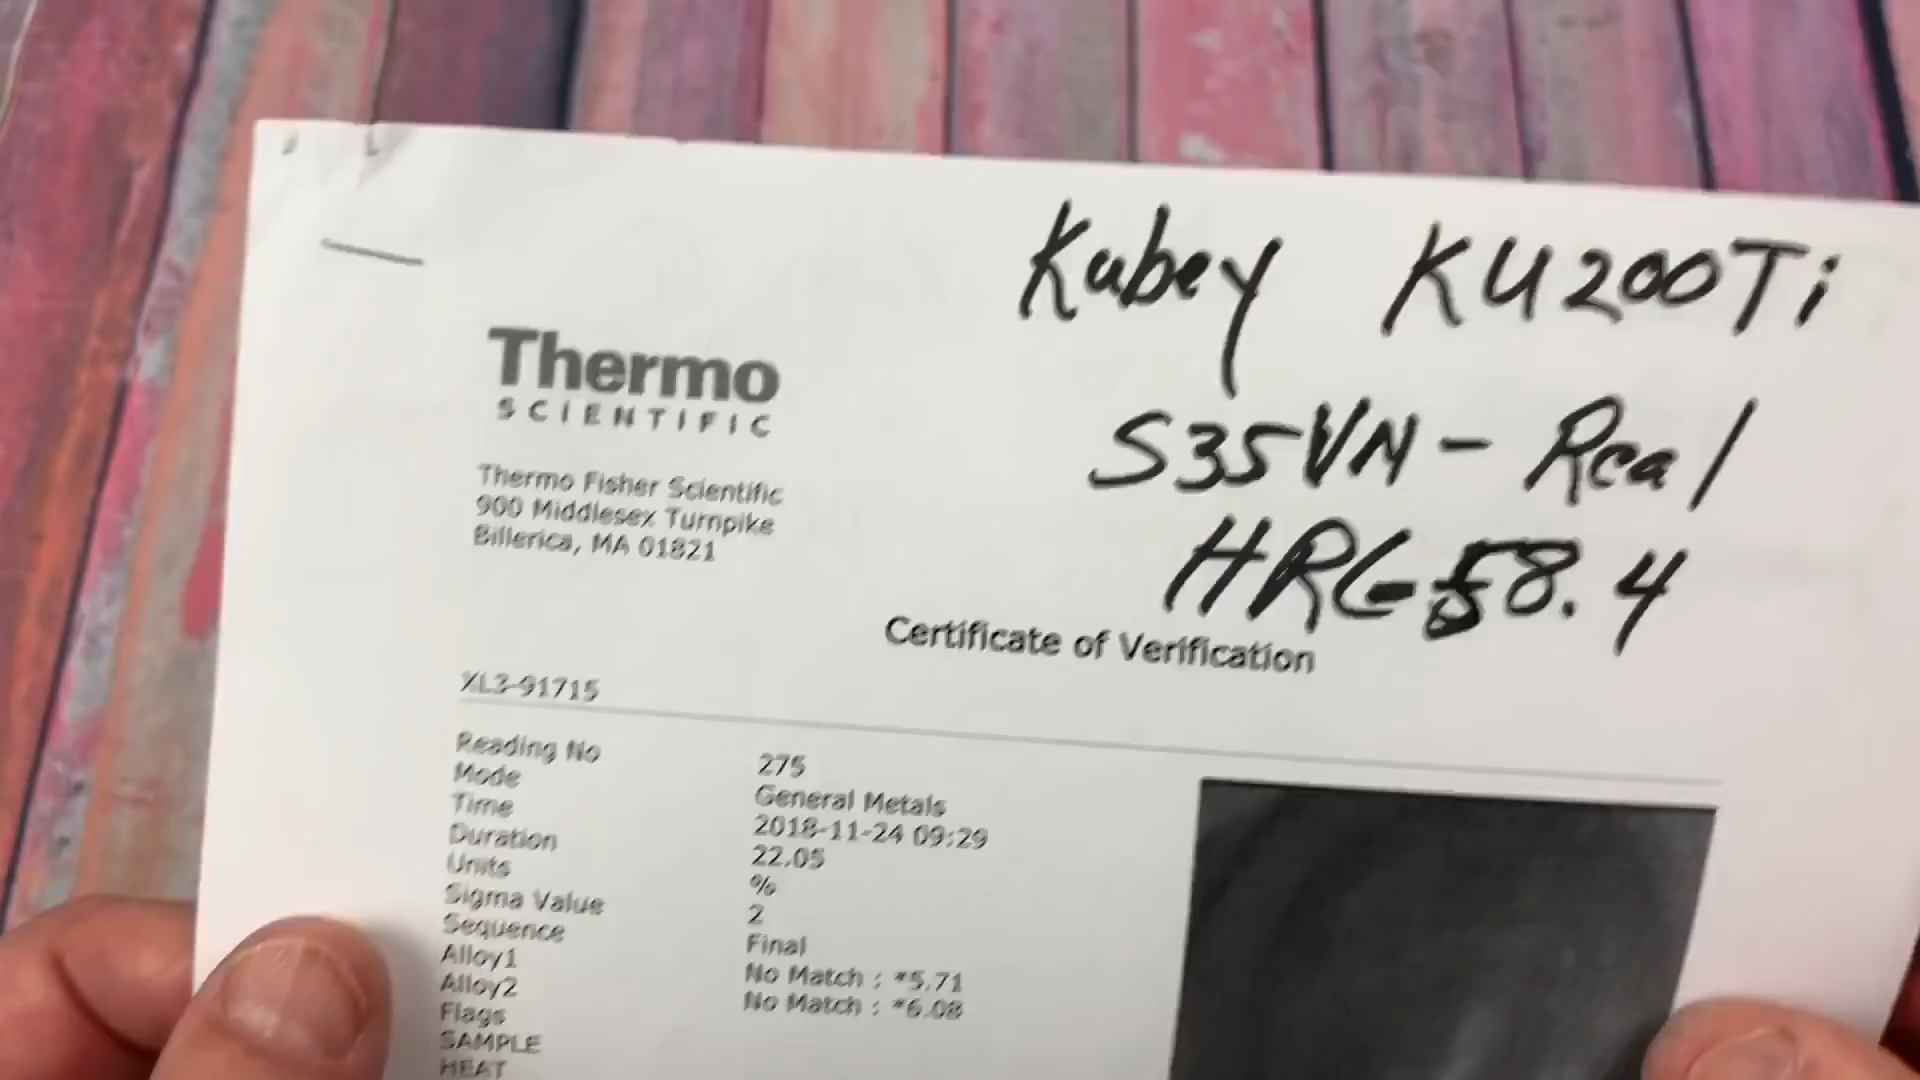 Kubey KU200Ti
S35VN - Real
HRC 58.4
Thermo
SCIENTIFIC
Thermo Fisher Scientific
900 Middlesex Turnpike
Billerica, MA 01821
Certificate of Verification
XL3-91715
Reading No 275
Mode General Metals
Time 2018-11-24 09:29
Duration 22.05
Units %
Sigma Value 2
Sequence Final
Alloy1 No Match : *5.71
Alloy2 No Match : *6.08
Flags
SAMPLE
HEAT